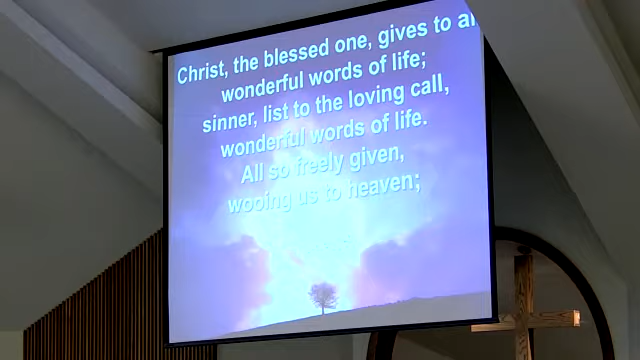 Christ, the blessed one, gives to al
wonderful words of life;
sinner, list to the loving call,
wonderful words of life.
All so freely given,
wooing us to heaven;